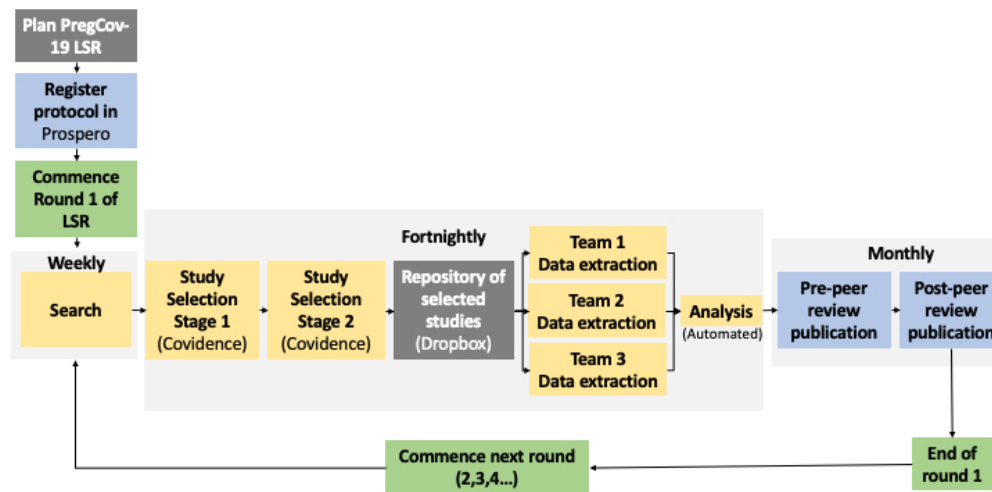 Plan PregCov-
19 LSR
Register
protocol in
Prospero
Commence
Round 1 of
LSR
Weekly
Search
Fortnightly
Study
Selection
Stage 1
(Covidence)
Study
Selection
Stage 2
(Covidence)
Repository of
selected
studies
(Dropbox)
Team 1
Data extraction
Team 2
Data extraction
Team 3
Data extraction
Analysis
(Automated)
Monthly
Pre-peer
review
publication
Post-peer
review
publication
End of
round 1
Commence next round
(2,3,4...)